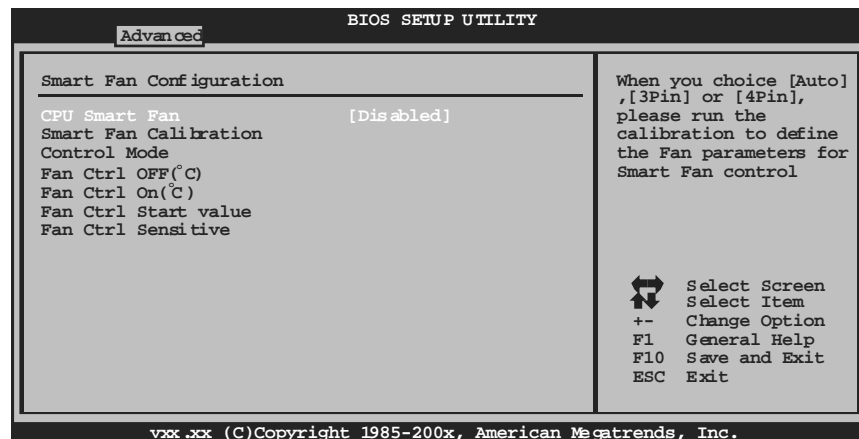 BIOS SETUP UTILITY
Advanced
Smart Fan Configuration
CPU Smart Fan [Disabled]
Smart Fan Calibration
Control Mode
Fan Ctrl OFF(°C)
Fan Ctrl On(°C)
Fan Ctrl Start value
Fan Ctrl Sensitive
When you choice [Auto]
,[3Pin] or [4Pin],
please run the
calibration to define
the Fan parameters for
Smart Fan control
Select Screen
Select Item
+- Change Option
F1 General Help
F10 Save and Exit
ESC Exit
vxx.xx (C)Copyright 1985-200x, American Megatrends, Inc.